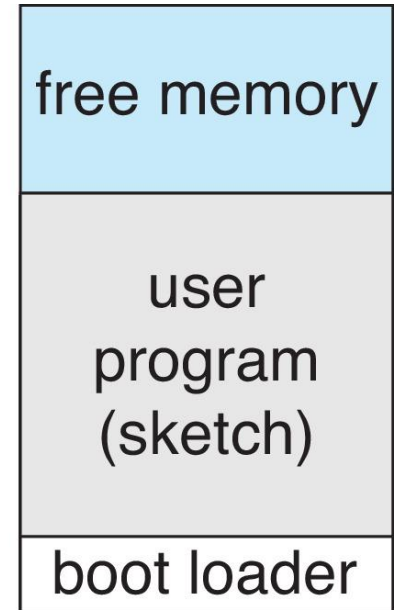 free memory
user
program
(sketch)
boot loader